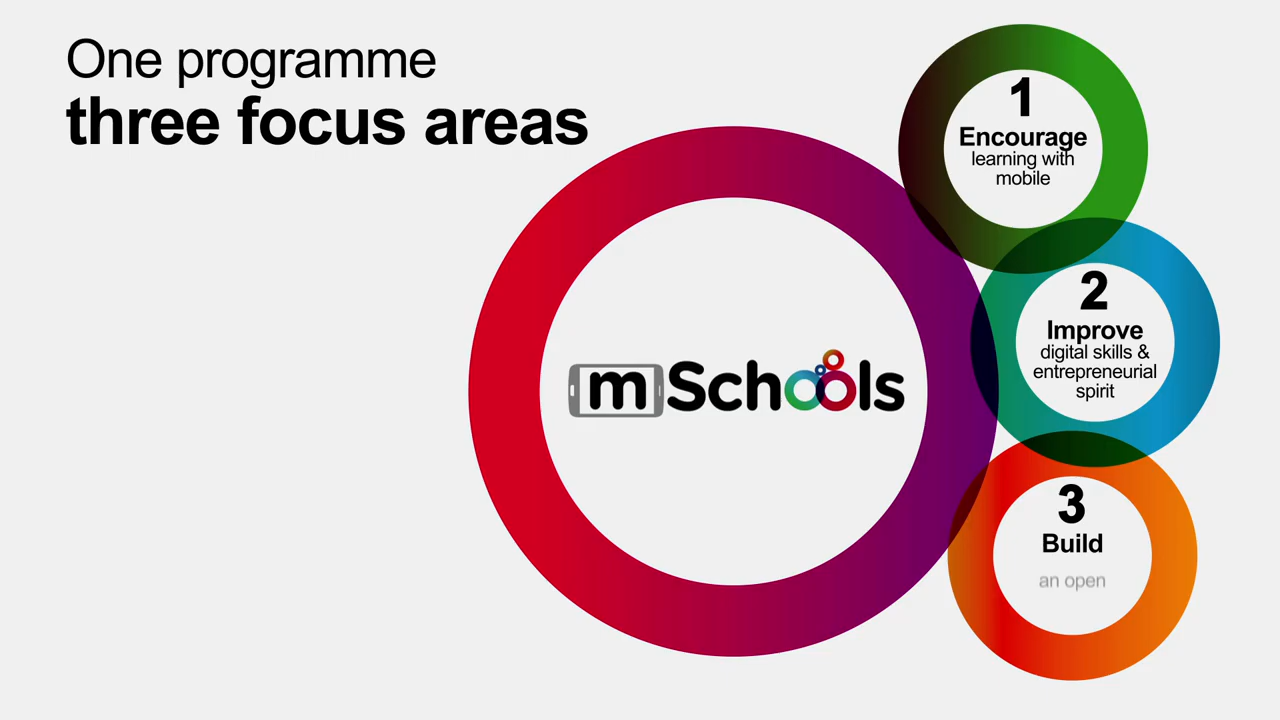 One programme
three focus areas
mSchools
1
Encourage
learning with
mobile
2
Improve
digital skills &
entrepreneurial
spirit
3
Build
an open